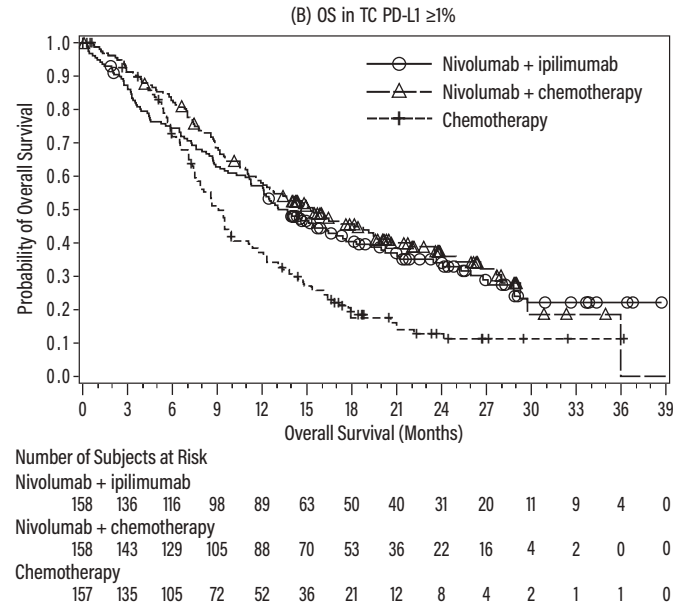 (B) OS in TC PD-L1 ≥1%
1.0
0.9
0.8
0.7
0.6
0.5
0.4
0.3
0.2
0.1
0.0
Probability of Overall Survival
Nivolumab + ipilimumab
Nivolumab + chemotherapy
Chemotherapy
0 3 6 9 12 15 18 21 24 27 30 33 36 39
Overall Survival (Months)
Number of Subjects at Risk
Nivolumab + ipilimumab
158 136 116 98 89 63 50 40 31 20 11 9 4 0
Nivolumab + chemotherapy
158 143 129 105 88 70 53 36 22 16 4 2 0 0
Chemotherapy
157 135 105 72 52 36 21 12 8 4 2 1 1 0